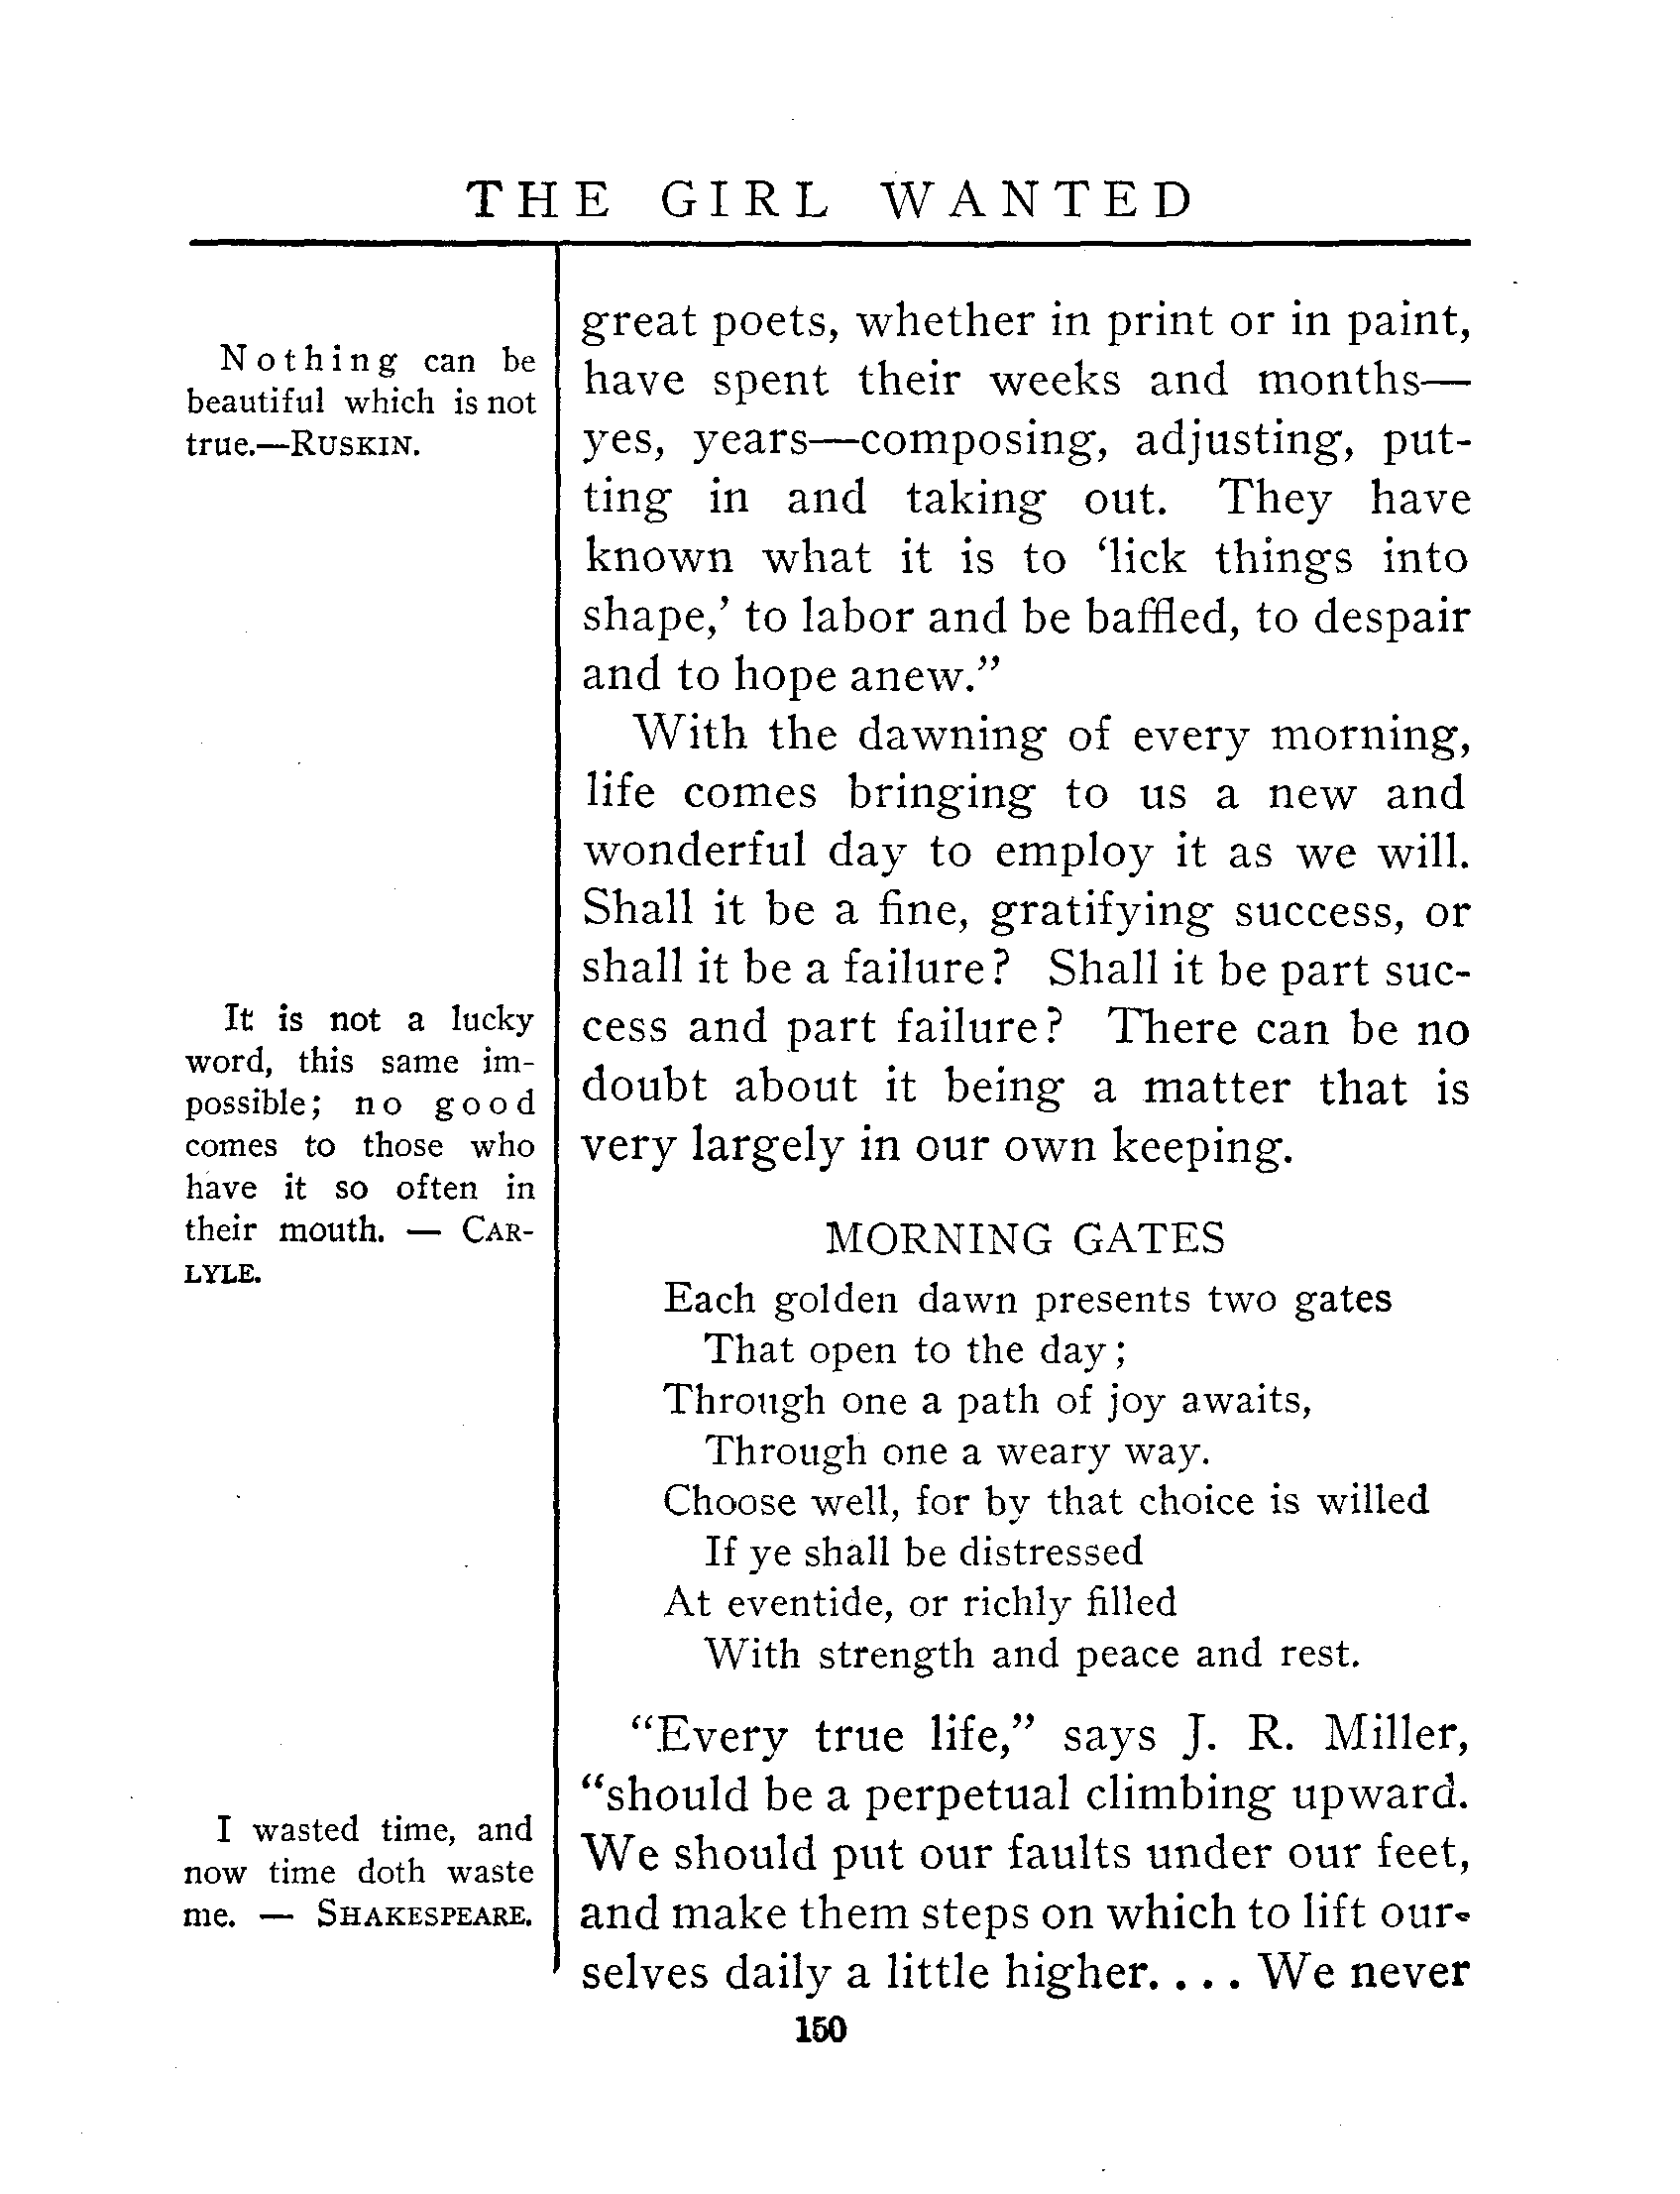 THE GIRL WANTED
Nothing can be
beautiful which is not
true.—RUSKIN.
It is not a lucky
word, this same im-
possible; no good
comes to those who
have it so often in
their mouth. — CAR-
LYLE.
I wasted time, and
now time doth waste
me. — SHAKESPEARE.
great poets, whether in print or in paint,
have spent their weeks and months—
yes, years—composing, adjusting, put-
ting in and taking out. They have
known what it is to ‘lick things into
shape,’ to labor and be baffled, to despair
and to hope anew.”
With the dawning of every morning,
life comes bringing to us a new and
wonderful day to employ it as we will.
Shall it be a fine, gratifying success, or
shall it be a failure? Shall it be part suc-
cess and part failure? There can be no
doubt about it being a matter that is
very largely in our own keeping.
MORNING GATES
Each golden dawn presents two gates
That open to the day;
Through one a path of joy awaits,
Through one a weary way.
Choose well, for by that choice is willed
If ye shall be distressed
At eventide, or richly filled
With strength and peace and rest.
“Every true life,” says J. R. Miller,
“should be a perpetual climbing upward.
We should put our faults under our feet,
and make them steps on which to lift our-
selves daily a little higher. . . . We never
150